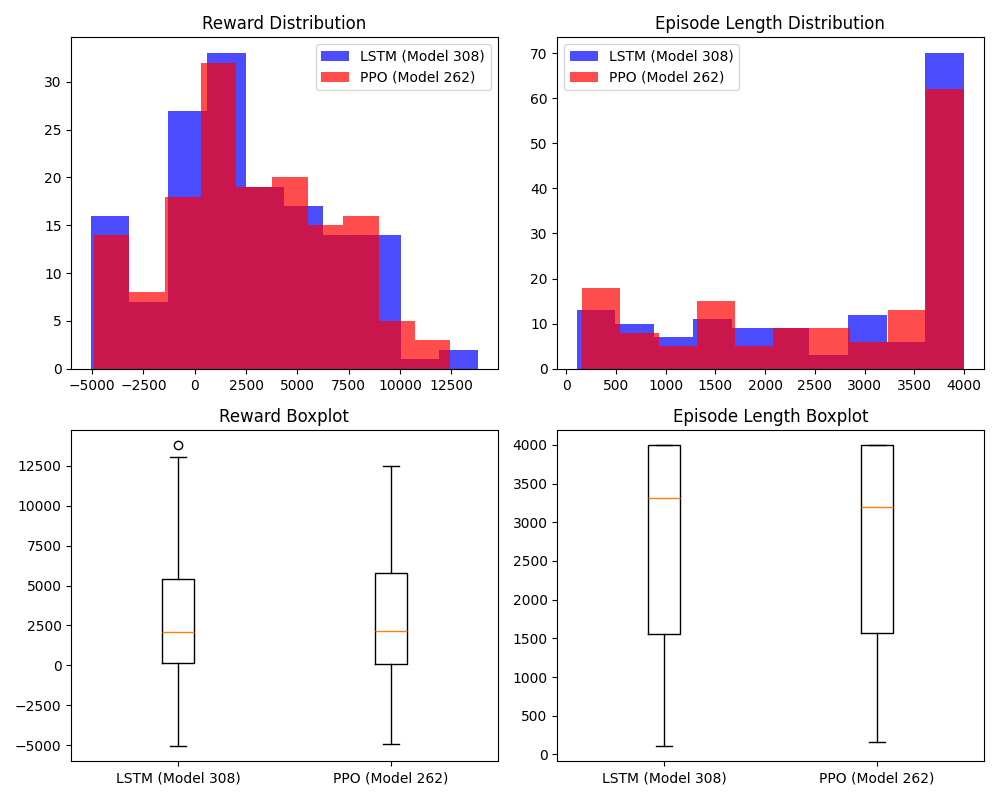 Reward Distribution
LSTM (Model 308)
PPO (Model 262)
30
25
20
15
10
5
0
−5000 −2500 0 2500 5000 7500 10000 12500
Episode Length Distribution
LSTM (Model 308)
PPO (Model 262)
70
60
50
40
30
20
10
0
0 500 1000 1500 2000 2500 3000 3500 4000
Reward Boxplot
12500
10000
7500
5000
2500
0
−2500
−5000
LSTM (Model 308) PPO (Model 262)
Episode Length Boxplot
4000
3500
3000
2500
2000
1500
1000
500
0
LSTM (Model 308) PPO (Model 262)